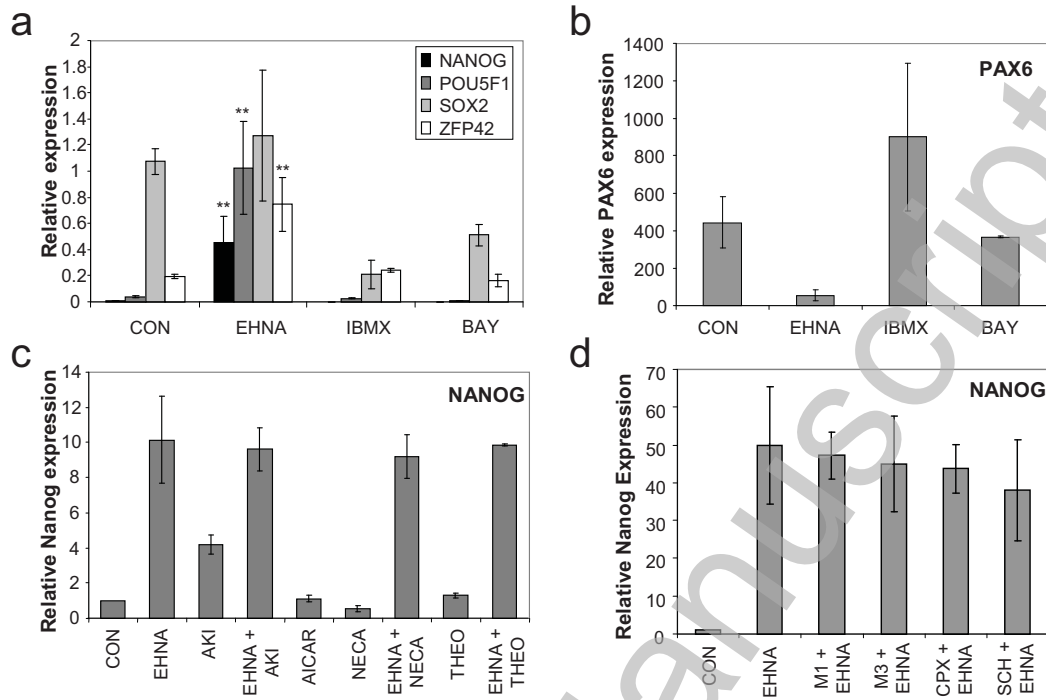 a
Relative expression
2
1.8
1.6
1.4
1.2
1
0.8
0.6
0.4
0.2
0
NANOG
POU5F1
SOX2
ZFP42
**
**
**
CON EHNA IBMX BAY
b
Relative PAX6 expression
1400
1200
1000
800
600
400
200
0
PAX6
CON EHNA IBMX BAY
c
Relative Nanog expression
14
12
10
8
6
4
2
0
NANOG
CON
EHNA
AKI
EHNA +
AKI
AICAR
NECA
EHNA +
NECA
THEO
EHNA +
THEO
d
Relative Nanog Expression
70
60
50
40
30
20
10
0
NANOG
CON
EHNA
M1 +
EHNA
M3 +
EHNA
CPX +
EHNA
SCH +
EHNA
anuscript